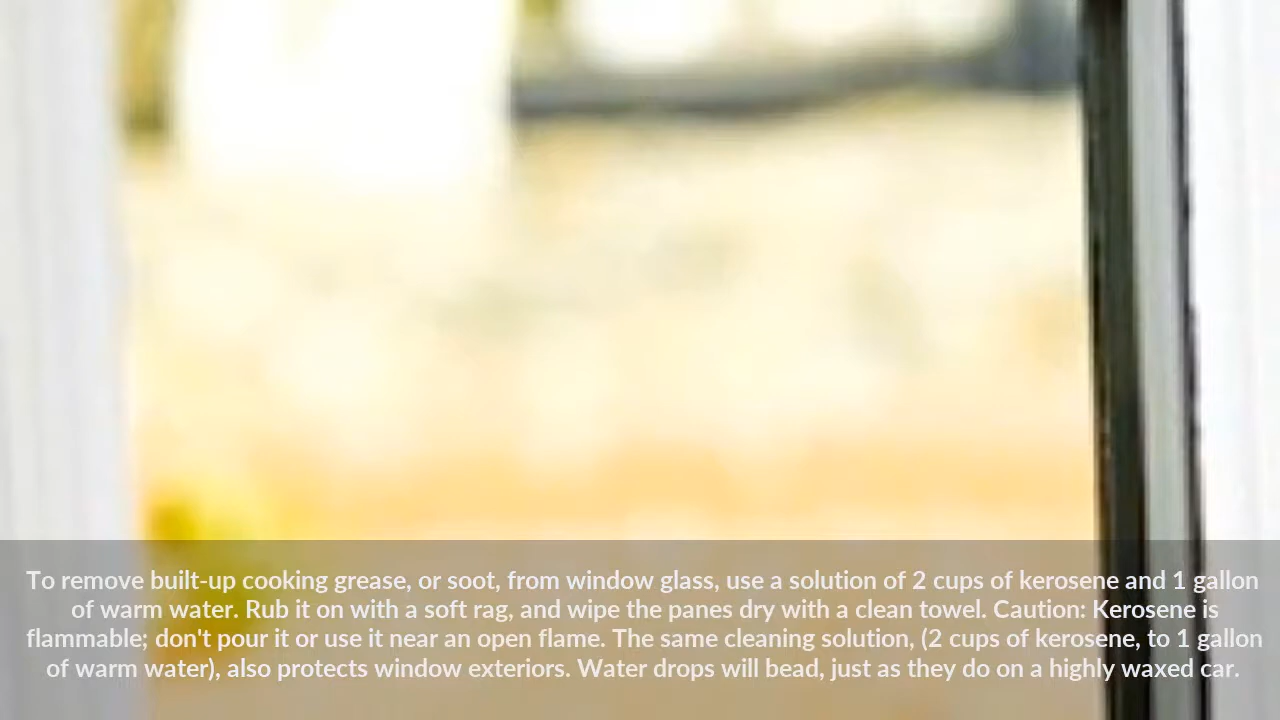 To remove built-up cooking grease, or soot, from window glass, use a solution of 2 cups of kerosene and 1 gallon
of warm water. Rub it on with a soft rag, and wipe the panes dry with a clean towel. Caution: Kerosene is
flammable; don't pour it or use it near an open flame. The same cleaning solution, (2 cups of kerosene, to 1 gallon
of warm water), also protects window exteriors. Water drops will bead, just as they do on a highly waxed car.